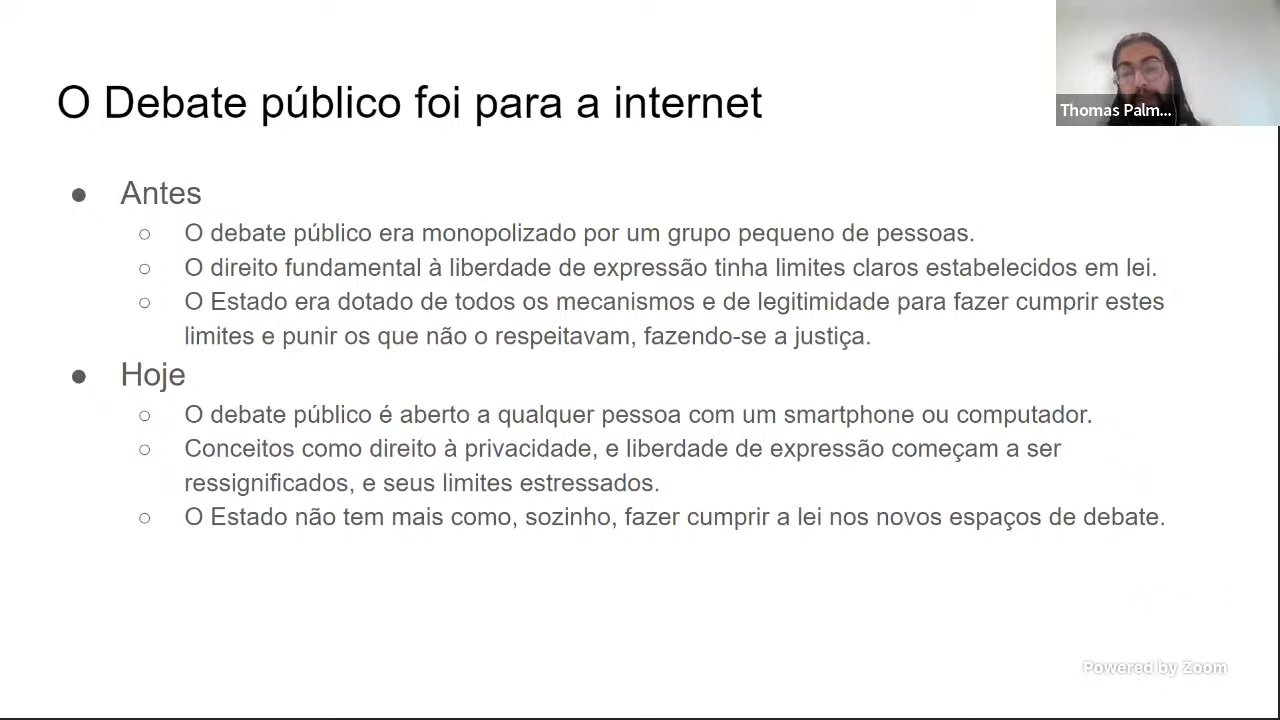 O Debate público foi para a internet
Thomas Palm...
● Antes
○ O debate público era monopolizado por um grupo pequeno de pessoas.
○ O direito fundamental à liberdade de expressão tinha limites claros estabelecidos em lei.
○ O Estado era dotado de todos os mecanismos e de legitimidade para fazer cumprir estes
limites e punir os que não o respeitavam, fazendo-se a justiça.
● Hoje
○ O debate público é aberto a qualquer pessoa com um smartphone ou computador.
○ Conceitos como direito à privacidade, e liberdade de expressão começam a ser
ressignificados, e seus limites estressados.
○ O Estado não tem mais como, sozinho, fazer cumprir a lei nos novos espaços de debate.
Powered by Zoom